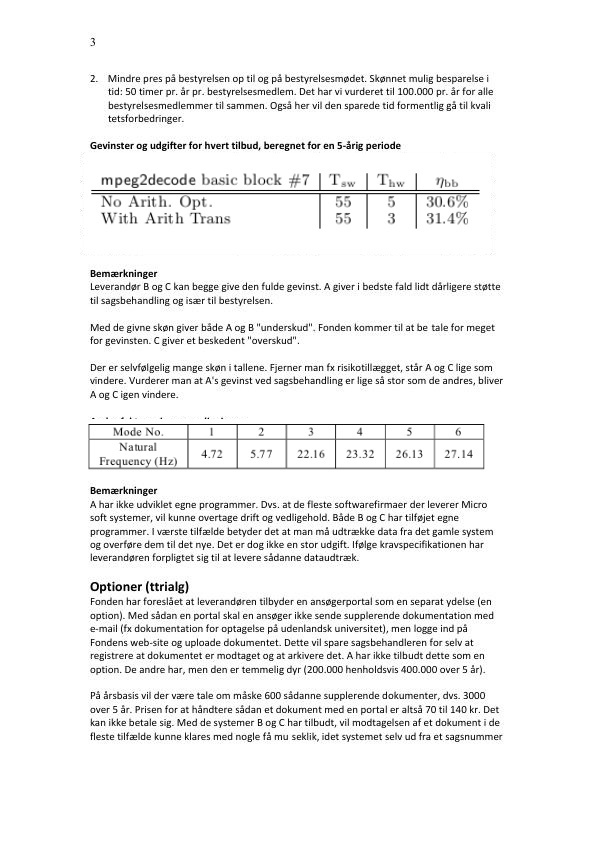 3
2. Mindre pres på bestyrelsen op til og på bestyrelsesmødet. Skønnet mulig besparelse i
tid: 50 timer pr. år pr. bestyrelsesmedlem. Det har vi vurderet til 100.000 pr. år for alle
bestyrelsesmedlemmer til sammen. Også her vil den sparede tid formentlig gå til kvali
tetsforbedringer.
Gevinster og udgifter for hvert tilbud, beregnet for en 5-årig periode
mpeg2decode basic block #7 | Tsw | Thw | ηbb
No Arith. Opt. | 55 | 5 | 30.6%
With Arith Trans | 55 | 3 | 31.4%
Bemærkninger
Leverandør B og C kan begge give den fulde gevinst. A giver i bedste fald lidt dårligere støtte
til sagsbehandling og især til bestyrelsen.
Med de givne skøn giver både A og B "underskud". Fonden kommer til at be tale for meget
for gevinsten. C giver et beskedent "overskud".
Der er selvfølgelig mange skøn i tallene. Fjerner man fx risikotillægget, står A og C lige som
vindere. Vurderer man at A's gevinst ved sagsbehandling er lige så stor som de andres, bliver
A og C igen vindere.
Mode No. | 1 | 2 | 3 | 4 | 5 | 6
Natural
Frequency (Hz) | 4.72 | 5.77 | 22.16 | 23.32 | 26.13 | 27.14
Bemærkninger
A har ikke udviklet egne programmer. Dvs. at de fleste softwarefirmaer der leverer Micro
soft systemer, vil kunne overtage drift og vedligehold. Både B og C har tilføjet egne
programmer. I værste tilfælde betyder det at man må udtrække data fra det gamle system
og overføre dem til det nye. Det er dog ikke en stor udgift. Ifølge kravspecifikationen har
leverandøren forpligtet sig til at levere sådanne dataudtræk.
Optioner (ttrialg)
Fonden har foreslået at leverandøren tilbyder en ansøgerportal som en separat ydelse (en
option). Med sådan en portal skal en ansøger ikke sende supplerende dokumentation med
e-mail (fx dokumentation for optagelse på udenlandsk universitet), men logge ind på
Fondens web-site og uploade dokumentet. Dette vil spare sagsbehandleren for selv at
registrere at dokumentet er modtaget og at arkivere det. A har ikke tilbudt dette som en
option. De andre har, men den er temmelig dyr (200.000 henholdsvis 400.000 over 5 år).
På årsbasis vil der være tale om måske 600 sådanne supplerende dokumenter, dvs. 3000
over 5 år. Prisen for at håndtere sådan et dokument med en portal er altså 70 til 140 kr. Det
kan ikke betale sig. Med de systemer B og C har tilbudt, vil modtagelsen af et dokument i de
fleste tilfælde kunne klares med nogle få mu seklik, idet systemet selv ud fra et sagsnummer